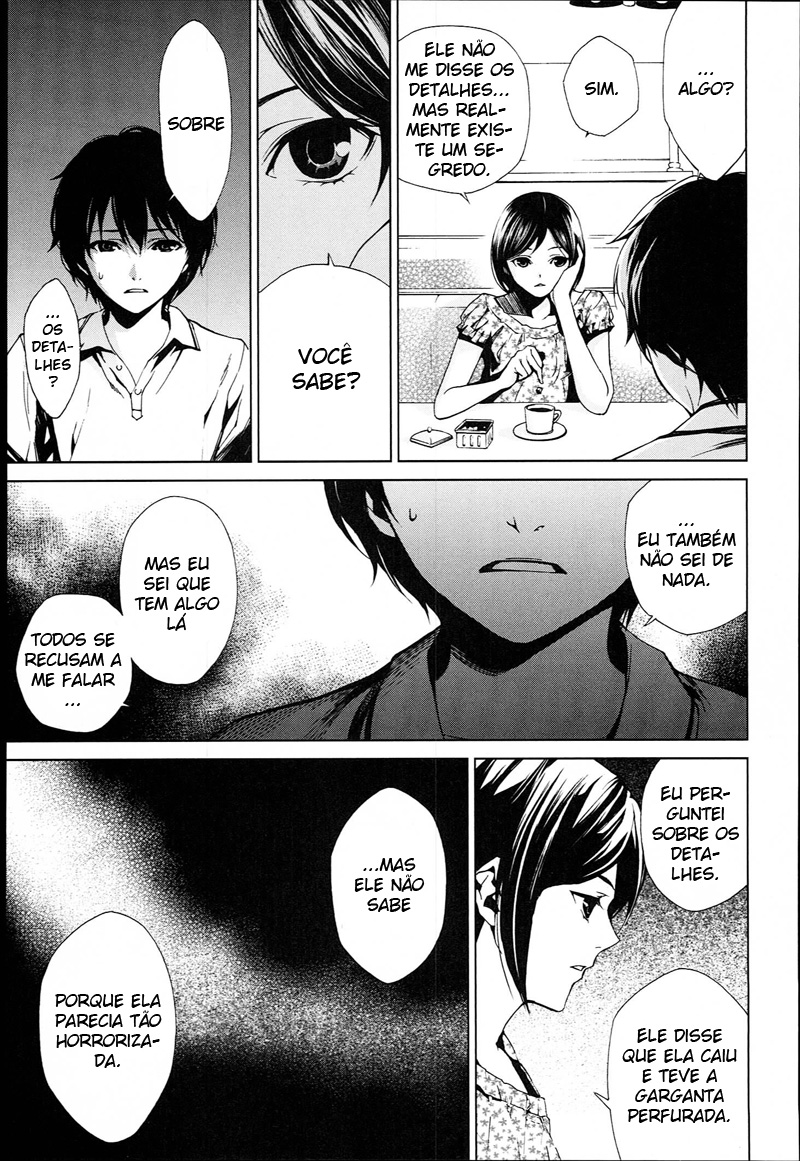 ...
ALGO?
SIM.
ELE NÃO
ME DISSE OS
DETALHES...
MAS REAL-
MENTE EXIS-
TE UM SE-
GREDO.
VOCÊ
SABE?
SOBRE
...
OS
DETA-
LHES
?
...
EU TAMBÉM
NÃO SEI DE
NADA.
MAS EU
SEI QUE
TEM ALGO
LÁ
TODOS SE
RECUSAM A
ME FALAR
...
EU PER-
GUNTEI
SOBRE OS
DETA-
LHES.
ELE DISSE
QUE ELA CAIU
E TEVE A
GARGANTA
PERFURADA.
...MAS
ELE NÃO
SABE
PORQUE ELA
PARECIA TÃO
HORRORIZA-
DA.